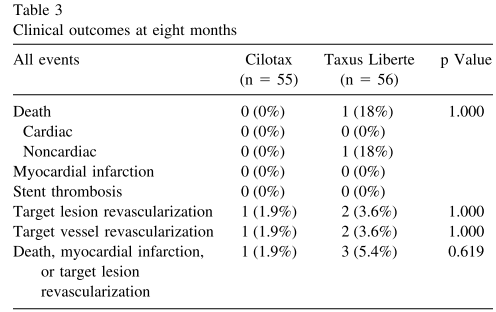 Table 3
Clinical outcomes at eight months
All events Cilotax Taxus Liberte p Value
(n = 55) (n = 56)
Death 0 (0%) 1 (18%) 1.000
Cardiac 0 (0%) 0 (0%)
Noncardiac 0 (0%) 1 (18%)
Myocardial infarction 0 (0%) 0 (0%)
Stent thrombosis 0 (0%) 0 (0%)
Target lesion revascularization 1 (1.9%) 2 (3.6%) 1.000
Target vessel revascularization 1 (1.9%) 2 (3.6%) 1.000
Death, myocardial infarction, 1 (1.9%) 3 (5.4%) 0.619
or target lesion
revascularization